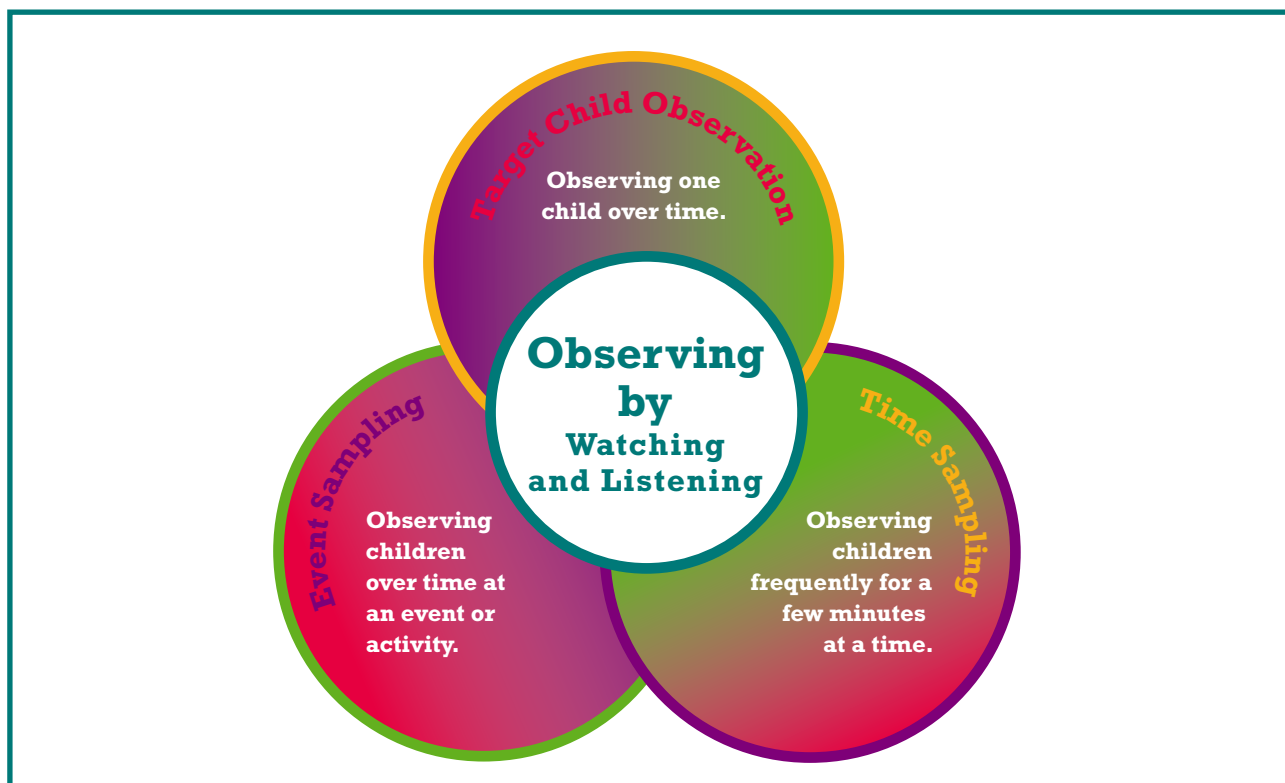 Target Child Observation
Observing one
child over time.
Observing
by
Watching
and Listening
Event Sampling
Observing
children
over time at
an event or
activity.
Time Sampling
Observing
children
frequently for a
few minutes
at a time.